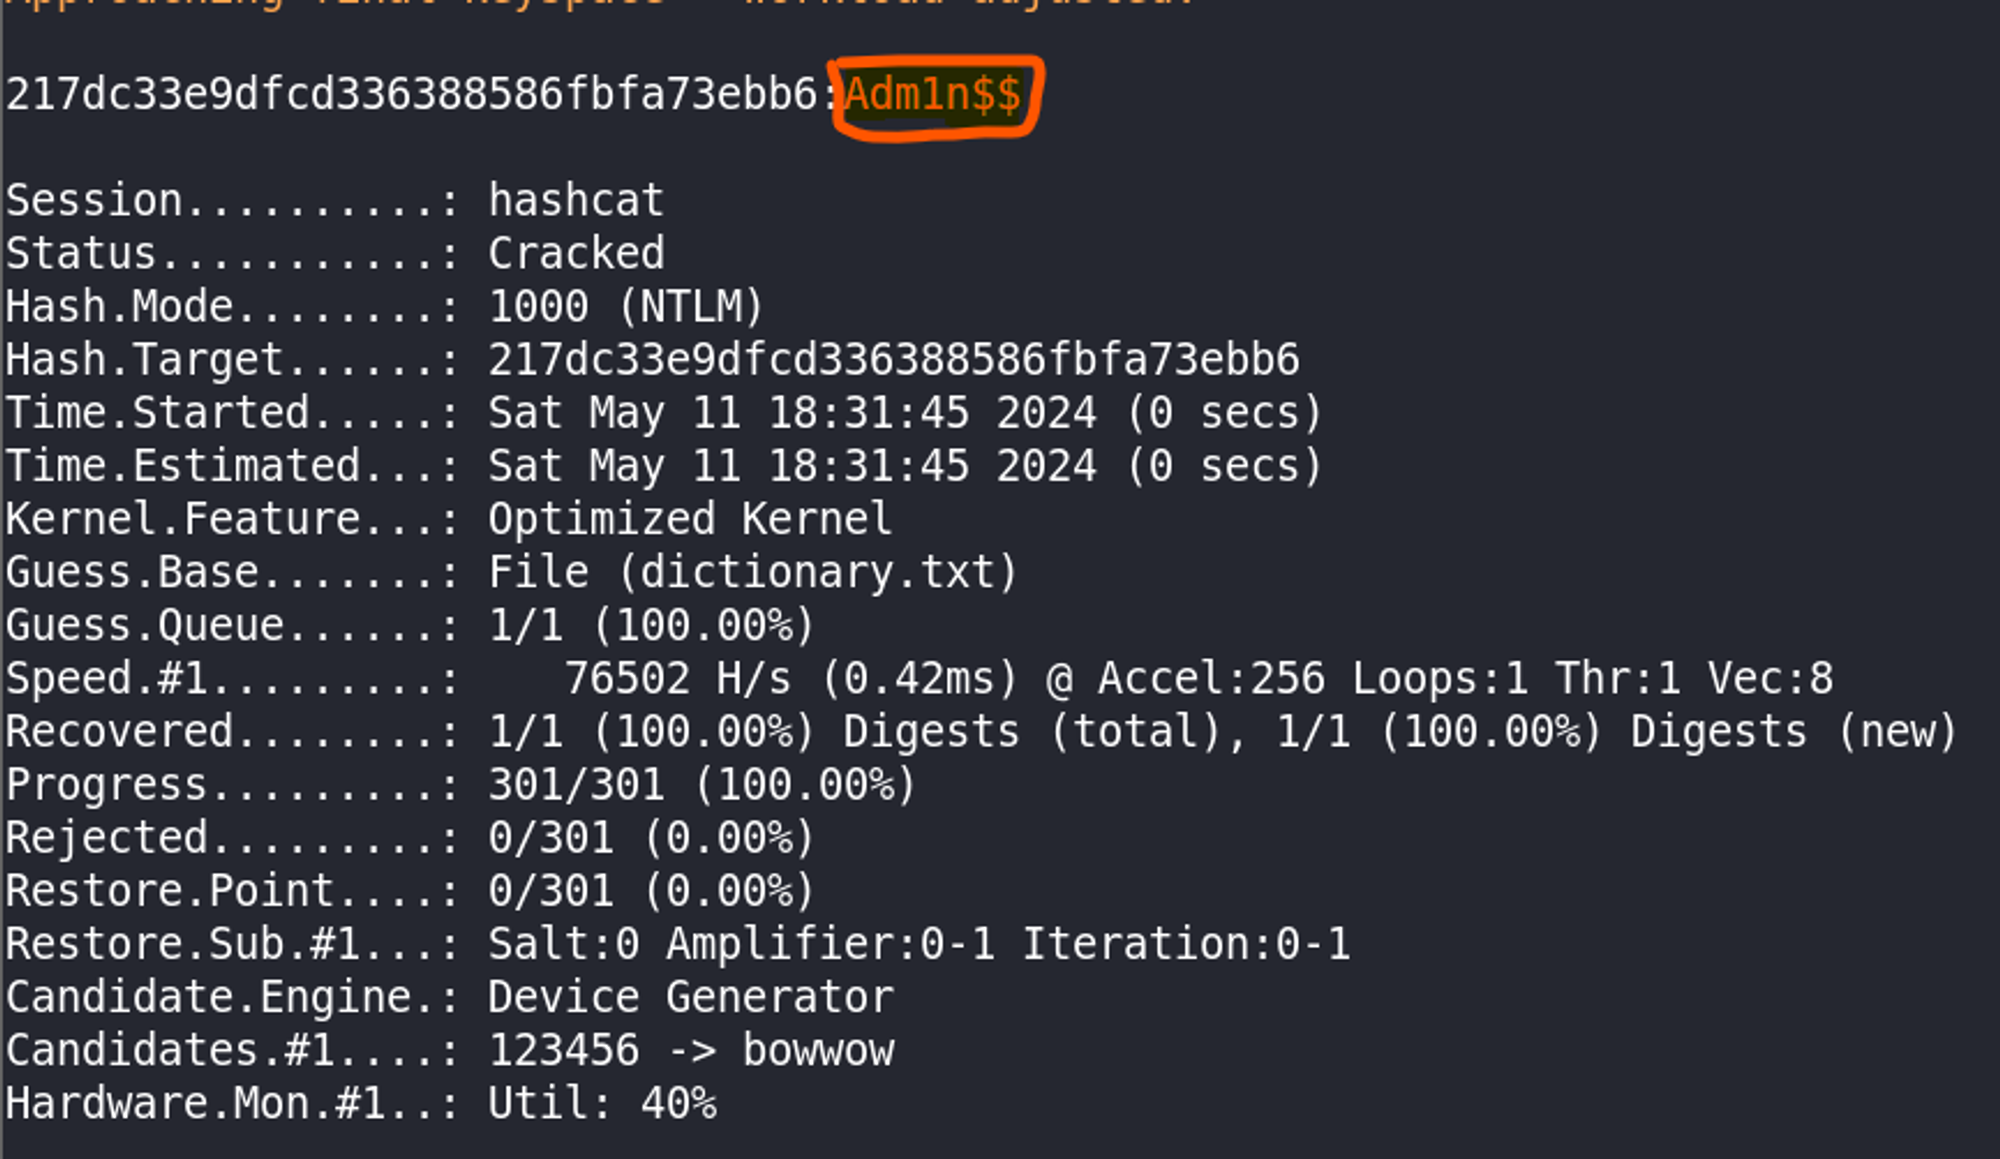 Approaching final keyspace - workload adjusted.
217dc33e9dfcd336388586fbfa73ebb6:Adm1n$$
Session..........: hashcat
Status...........: Cracked
Hash.Mode........: 1000 (NTLM)
Hash.Target......: 217dc33e9dfcd336388586fbfa73ebb6
Time.Started.....: Sat May 11 18:31:45 2024 (0 secs)
Time.Estimated...: Sat May 11 18:31:45 2024 (0 secs)
Kernel.Feature...: Optimized Kernel
Guess.Base.......: File (dictionary.txt)
Guess.Queue......: 1/1 (100.00%)
Speed.#1.........:    76502 H/s (0.42ms) @ Accel:256 Loops:1 Thr:1 Vec:8
Recovered........: 1/1 (100.00%) Digests (total), 1/1 (100.00%) Digests (new)
Progress.........: 301/301 (100.00%)
Rejected.........: 0/301 (0.00%)
Restore.Point....: 0/301 (0.00%)
Restore.Sub.#1...: Salt:0 Amplifier:0-1 Iteration:0-1
Candidate.Engine.: Device Generator
Candidates.#1....: 123456 -> bowwow
Hardware.Mon.#1..: Util: 40%